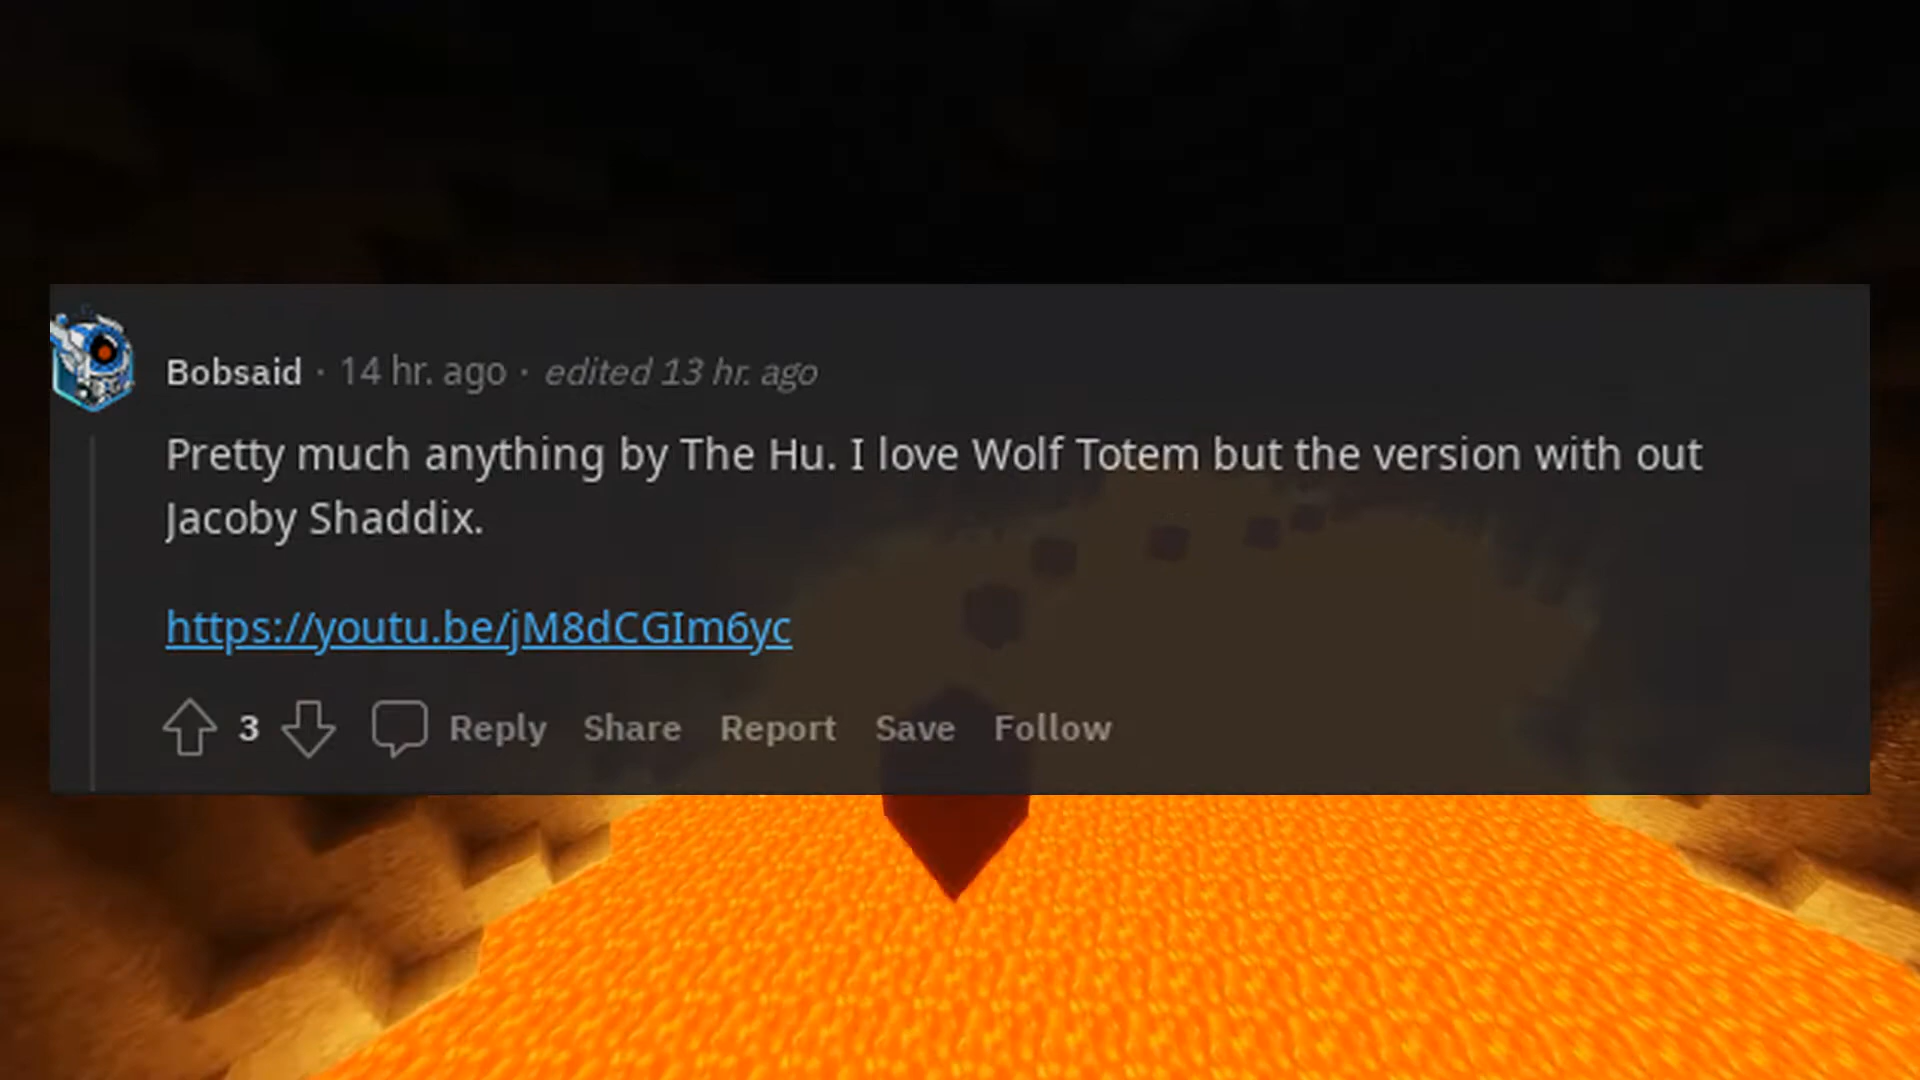 Bobsaid · 14 hr. ago · edited 13 hr. ago
Pretty much anything by The Hu. I love Wolf Totem but the version with out
Jacoby Shaddix.
https://youtu.be/jM8dCGIm6yc
3 Reply Share Report Save Follow